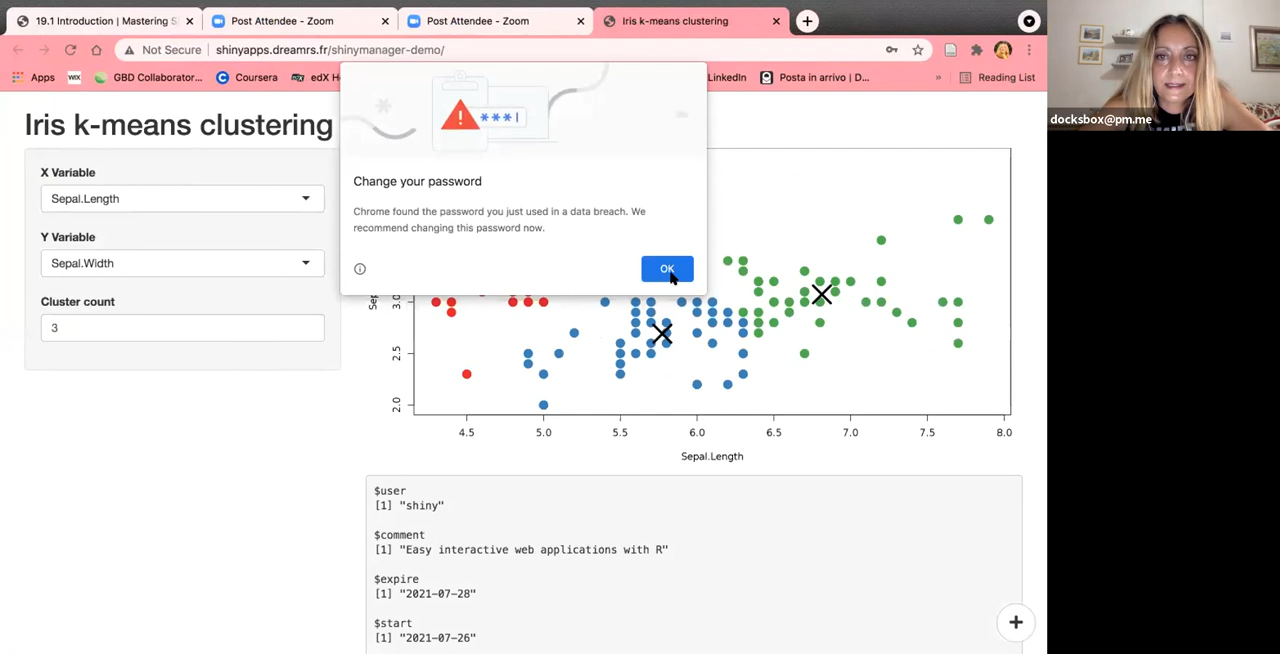 19.1 Introduction | Mastering S
Post Attendee - Zoom
Post Attendee - Zoom
Iris k-means clustering
Not Secure
shinyapps.dreamrs.fr/shinymanager-demo/
Apps
WIX
GBD Collaborator...
Coursera
edX H
LinkedIn
Posta in arrivo | D...
»
Reading List
docksbox@pm.me
Iris k-means clustering
X Variable
Sepal.Length
Y Variable
Sepal.Width
Cluster count
3
***|
Change your password
Chrome found the password you just used in a data breach. We
recommend changing this password now.
OK
Sep
3.0
2.5
2.0
4.5 5.0 5.5 6.0 6.5 7.0 7.5 8.0
Sepal.Length
$user
[1] "shiny"
$comment
[1] "Easy interactive web applications with R"
$expire
[1] "2021-07-28"
$start
[1] "2021-07-26"